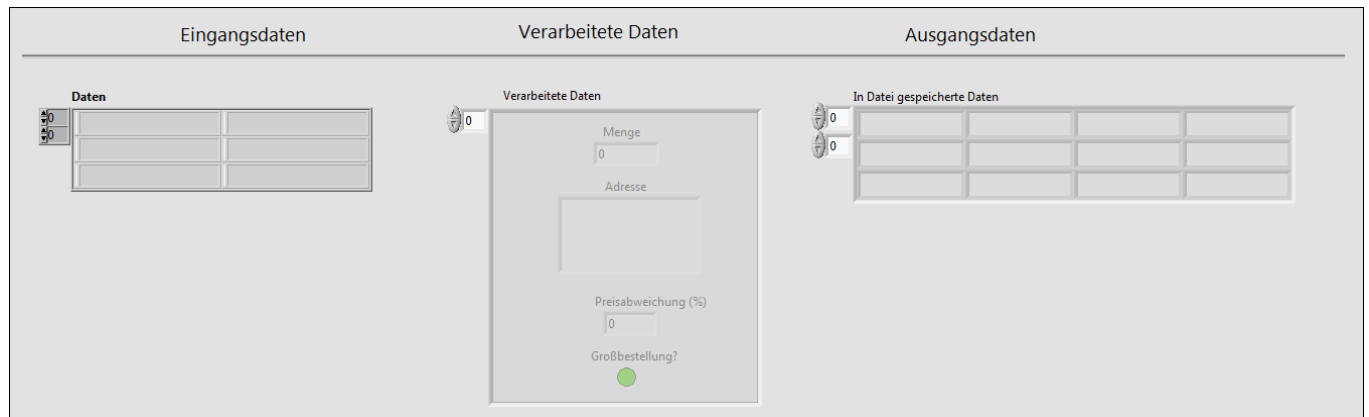 Eingangsdaten
Verarbeitete Daten
Ausgangsdaten
Daten
0
0
Verarbeitete Daten
0
Menge
0
Adresse
Preisabweichung (%)
0
Großbestellung?
In Datei gespeicherte Daten
0
0